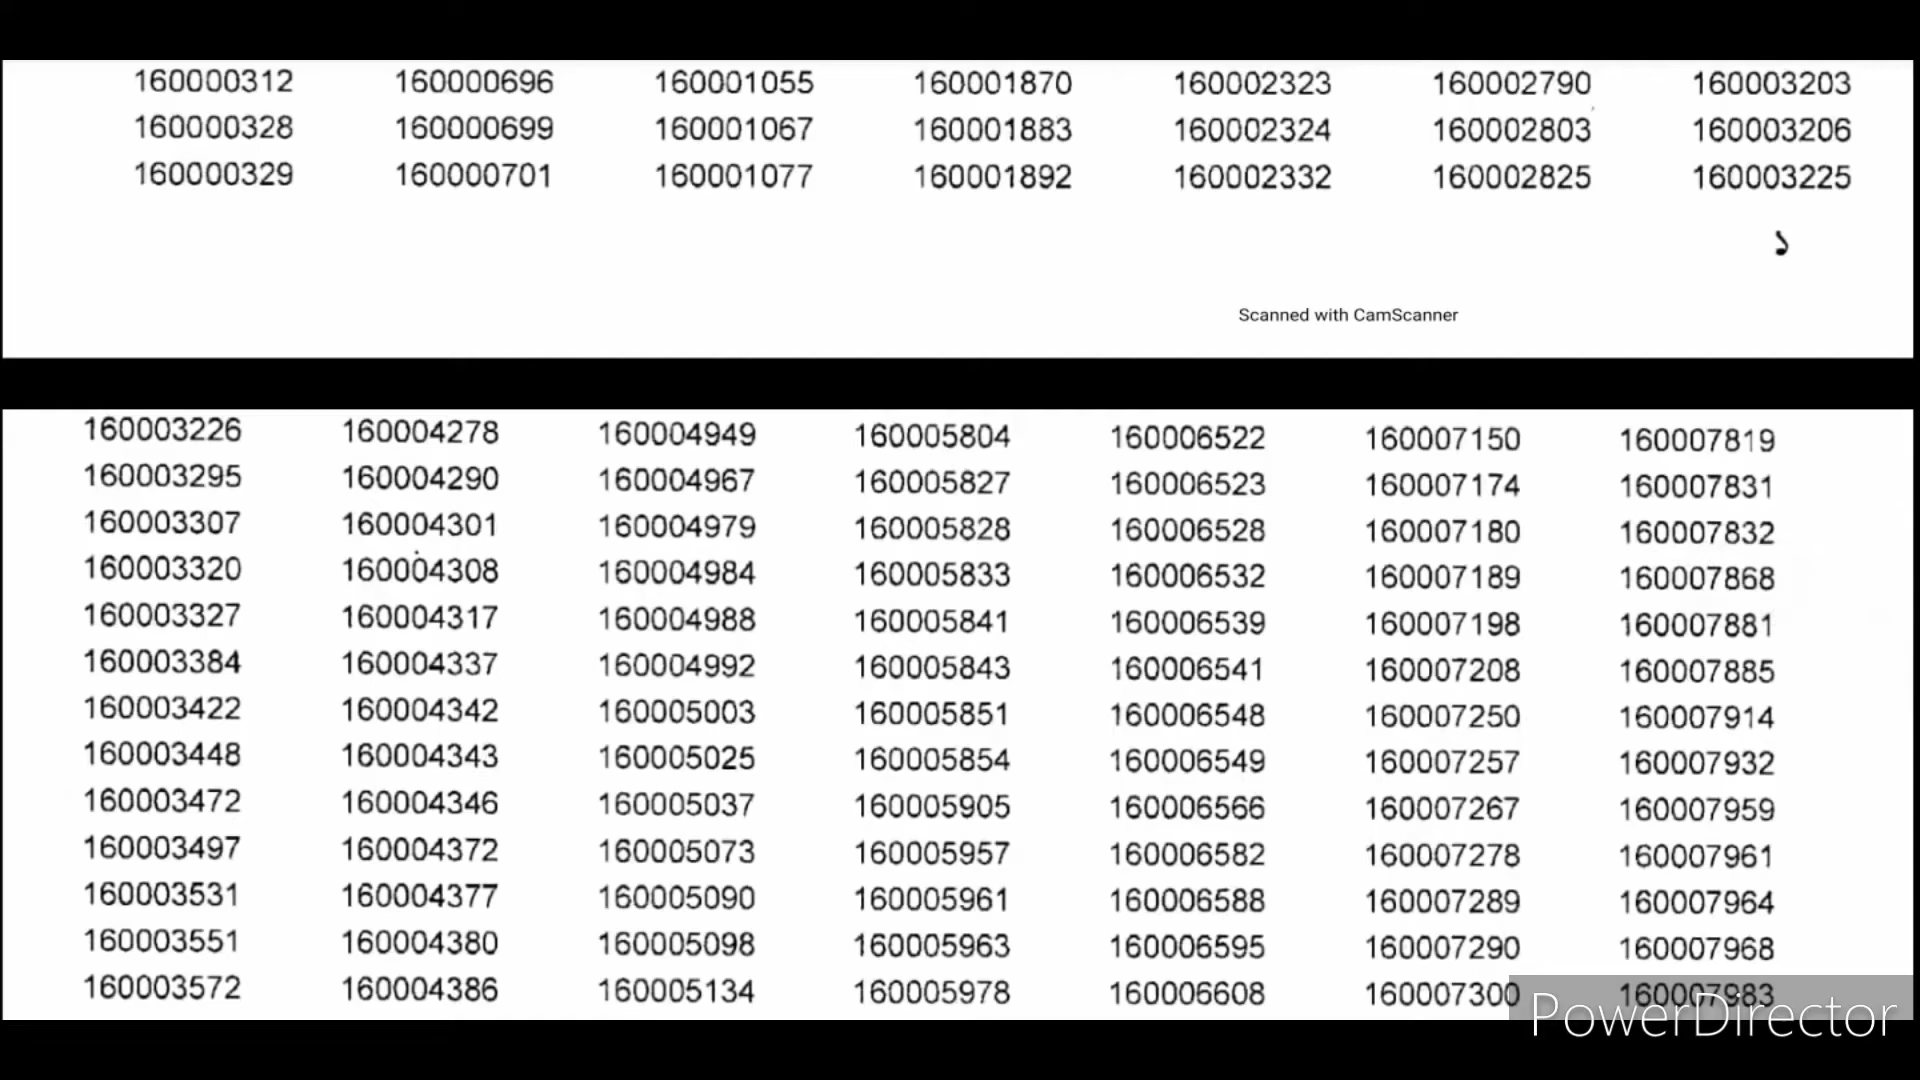 160000312 160000696 160001055 160001870 160002323 160002790 160003203
160000328 160000699 160001067 160001883 160002324 160002803 160003206
160000329 160000701 160001077 160001892 160002332 160002825 160003225
১
Scanned with CamScanner
160003226 160004278 160004949 160005804 160006522 160007150 160007819
160003295 160004290 160004967 160005827 160006523 160007174 160007831
160003307 160004301 160004979 160005828 160006528 160007180 160007832
160003320 160004308 160004984 160005833 160006532 160007189 160007868
160003327 160004317 160004988 160005841 160006539 160007198 160007881
160003384 160004337 160004992 160005843 160006541 160007208 160007885
160003422 160004342 160005003 160005851 160006548 160007250 160007914
160003448 160004343 160005025 160005854 160006549 160007257 160007932
160003472 160004346 160005037 160005905 160006566 160007267 160007959
160003497 160004372 160005073 160005957 160006582 160007278 160007961
160003531 160004377 160005090 160005961 160006588 160007289 160007964
160003551 160004380 160005098 160005963 160006595 160007290 160007968
160003572 160004386 160005134 160005978 160006608 160007300 160007983
PowerDirector